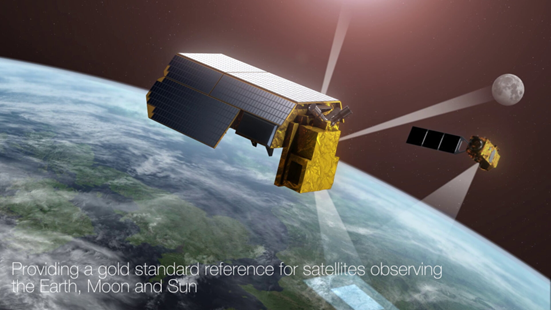 Providing a gold standard reference for satellites observing
the Earth, Moon and Sun